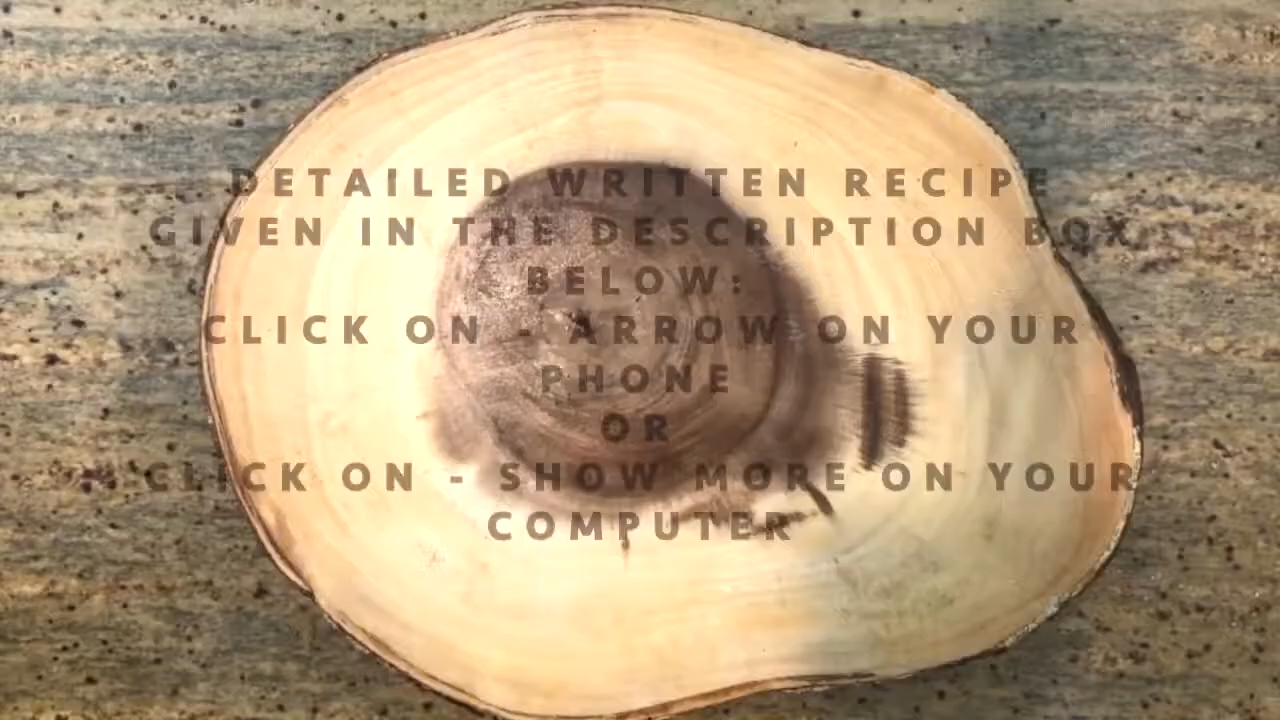 DETAILED WRITTEN RECIPE
GIVEN IN THE DESCRIPTION BOX
BELOW:
CLICK ON - ARROW ON YOUR
PHONE
OR
CLICK ON - SHOW MORE ON YOUR
COMPUTER